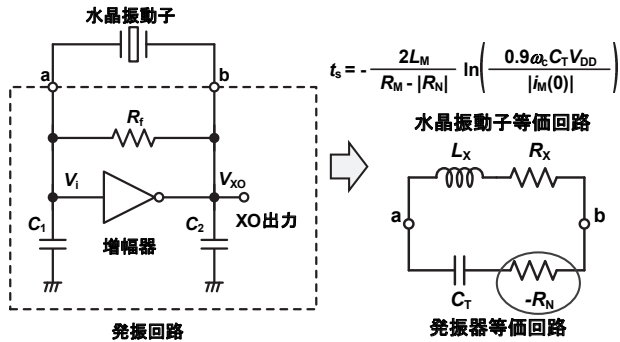 水晶振動子
a
b
R_f
V_i
V_XO
C_1
C_2
XO出力
増幅器
発振回路
t_s = - 2L_M / (R_M - |R_N|) ln( 0.9ω_c C_T V_DD / |i_M(0)| )
水晶振動子等価回路
L_X
R_X
a
b
C_T
-R_N
発振器等価回路